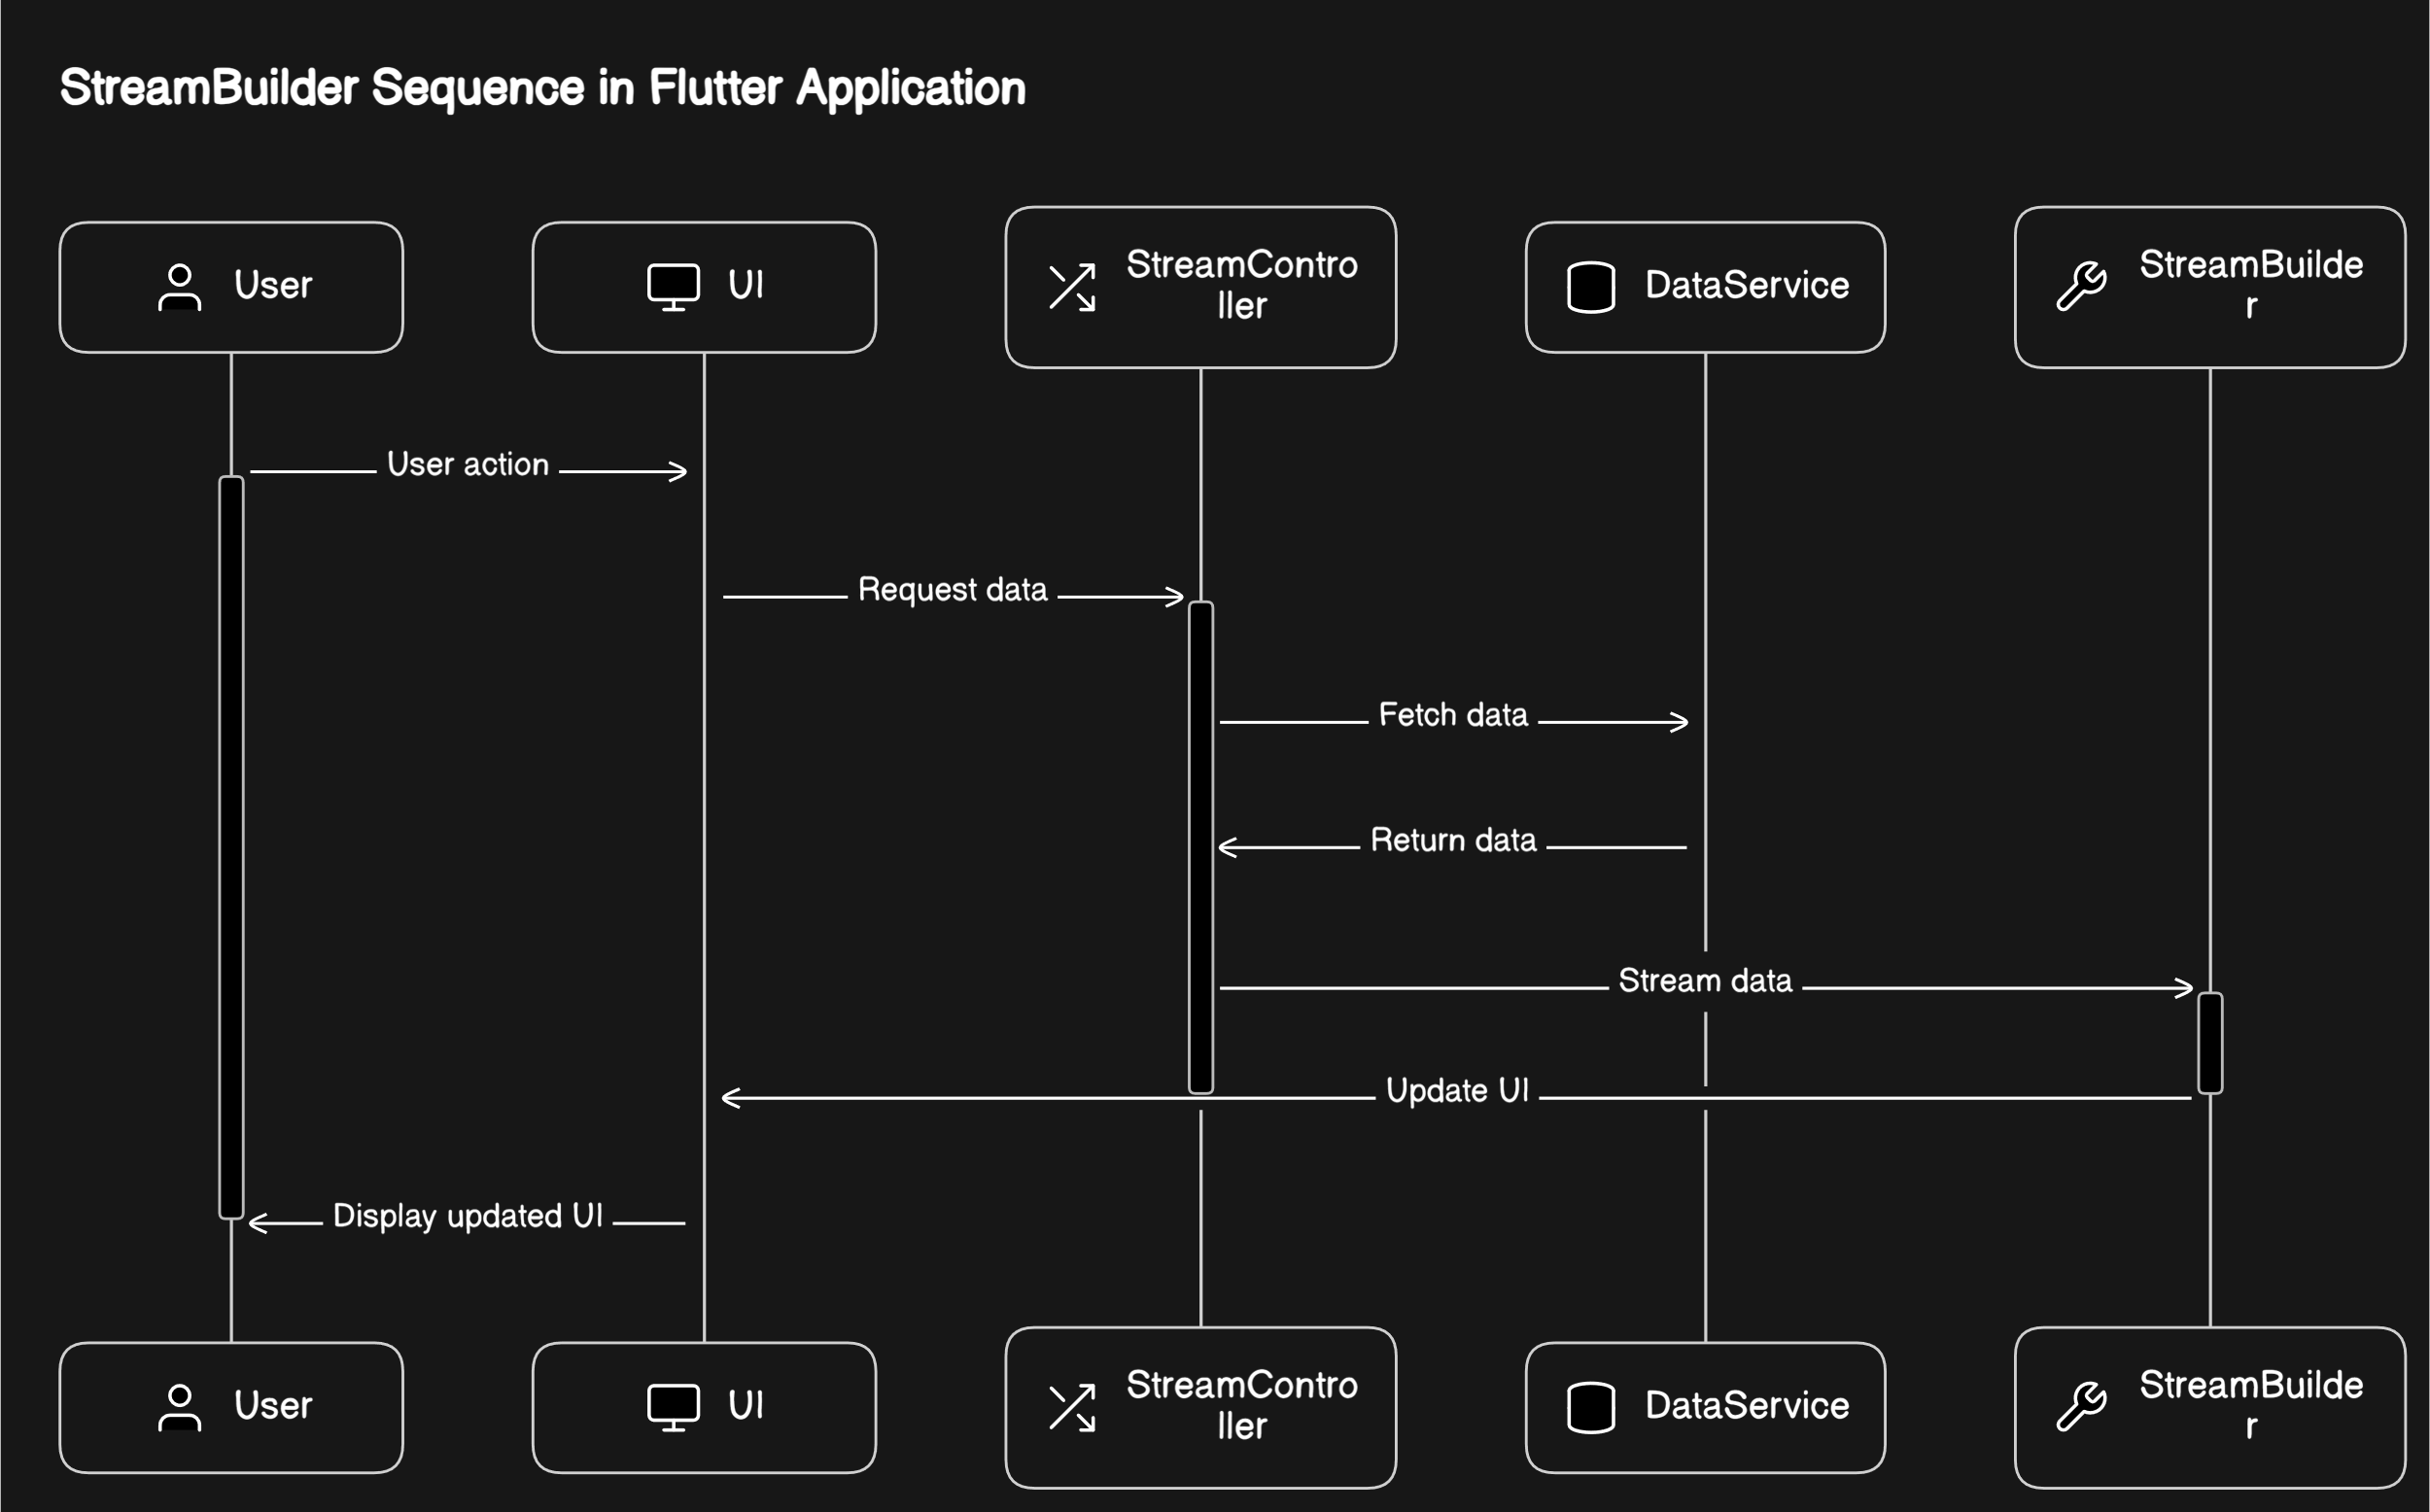 StreamBuilder Sequence in Flutter Application
User
UI
StreamContro
ller
DataService
StreamBuilde
r
User action
Request data
Fetch data
Return data
Stream data
Update UI
Display updated UI
User
UI
StreamContro
ller
DataService
StreamBuilde
r